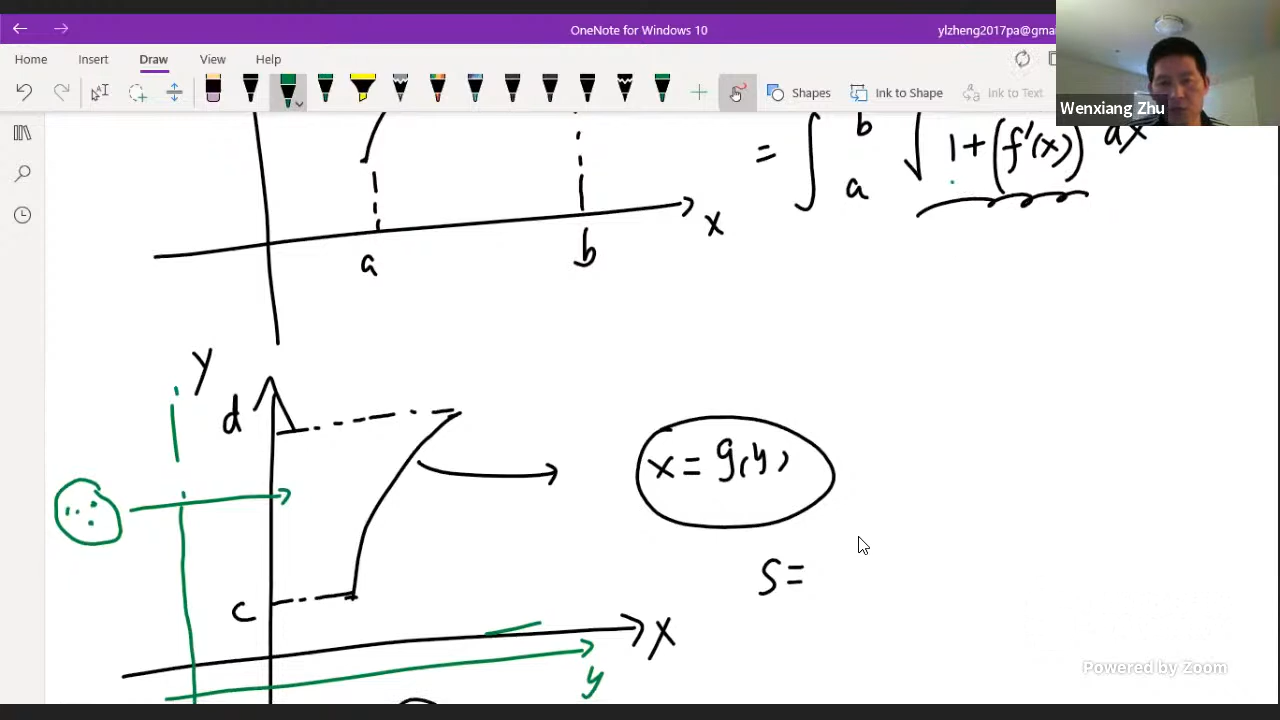 OneNote for Windows 10
ylzheng2017pa@gma
Home Insert Draw View Help
Shapes Ink to Shape Ink to Text
Wenxiang Zhu
= ∫ₐᵇ √1+(f'(x)) dx
x
a b
y
d
x = g(y)
c
S=
x
y
Powered by Zoom